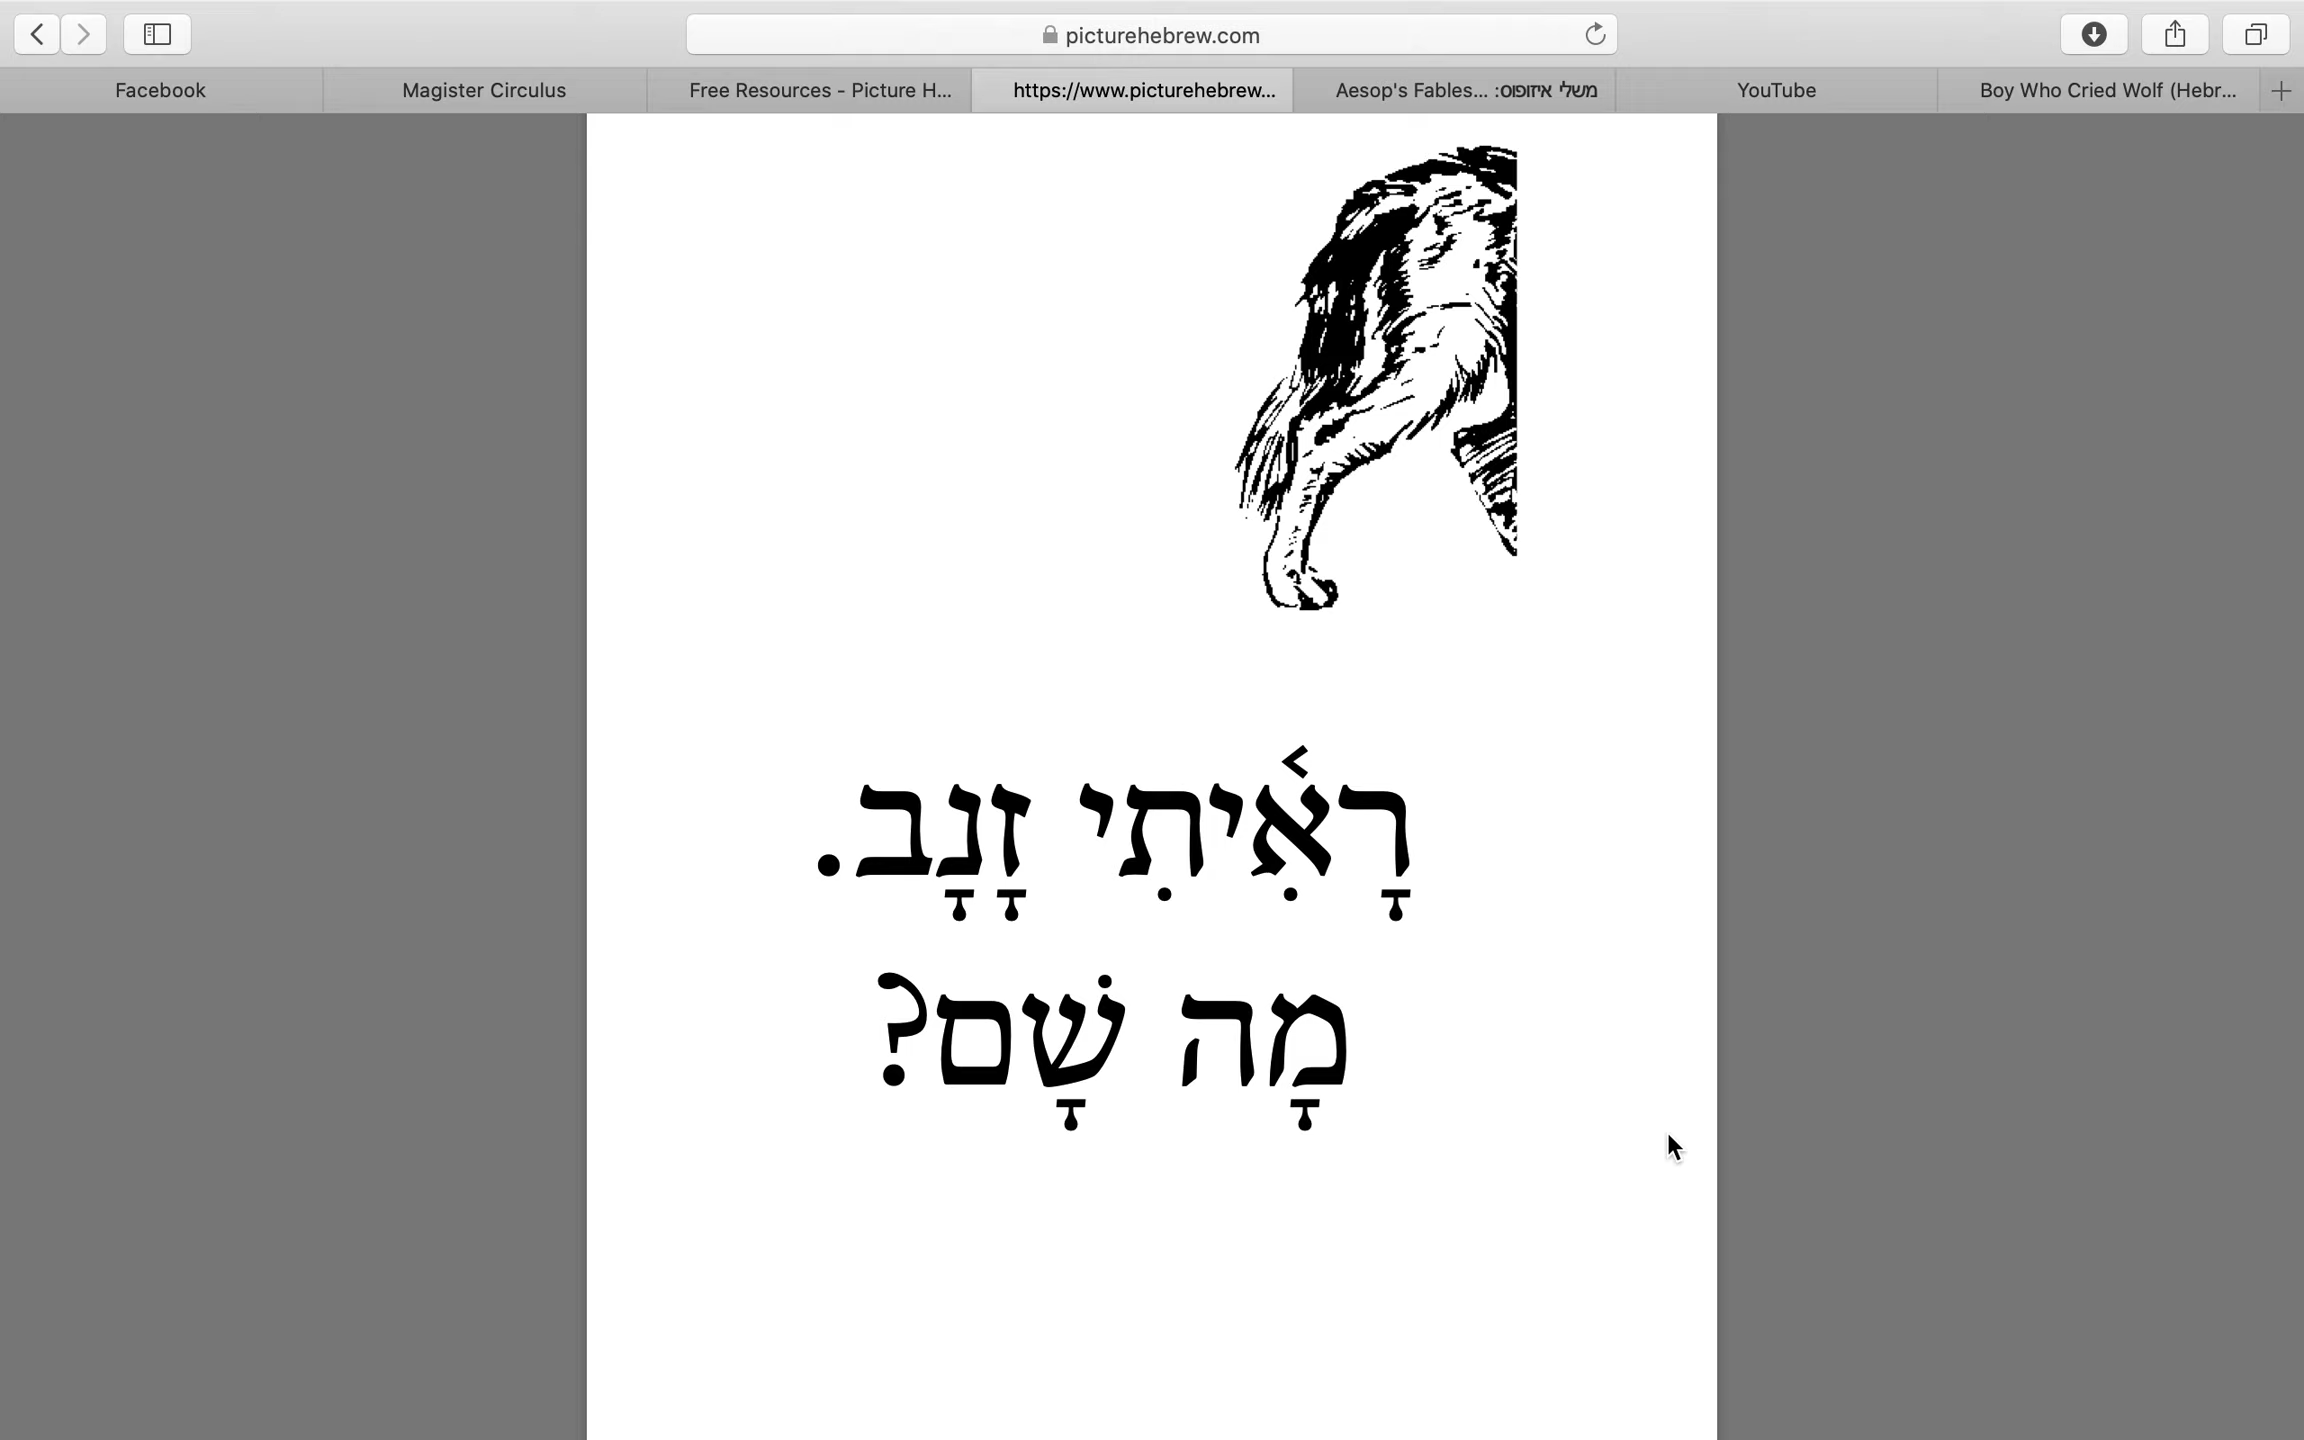 picturehebrew.com
Facebook
Magister Circulus
Free Resources - Picture H...
https://www.picturehebrew...
Aesop's Fables... :משלי איזופוס
YouTube
Boy Who Cried Wolf (Hebr...
רָאִ֫יתִי זָנָב.
מָה שָׁם?